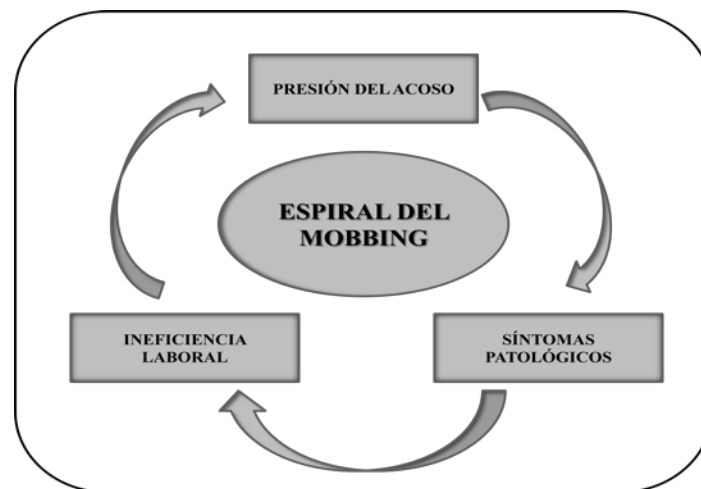 PRESIÓN DEL ACOSO
ESPIRAL DEL
MOBBING
INEFICIENCIA
LABORAL
SÍNTOMAS
PATOLÓGICOS